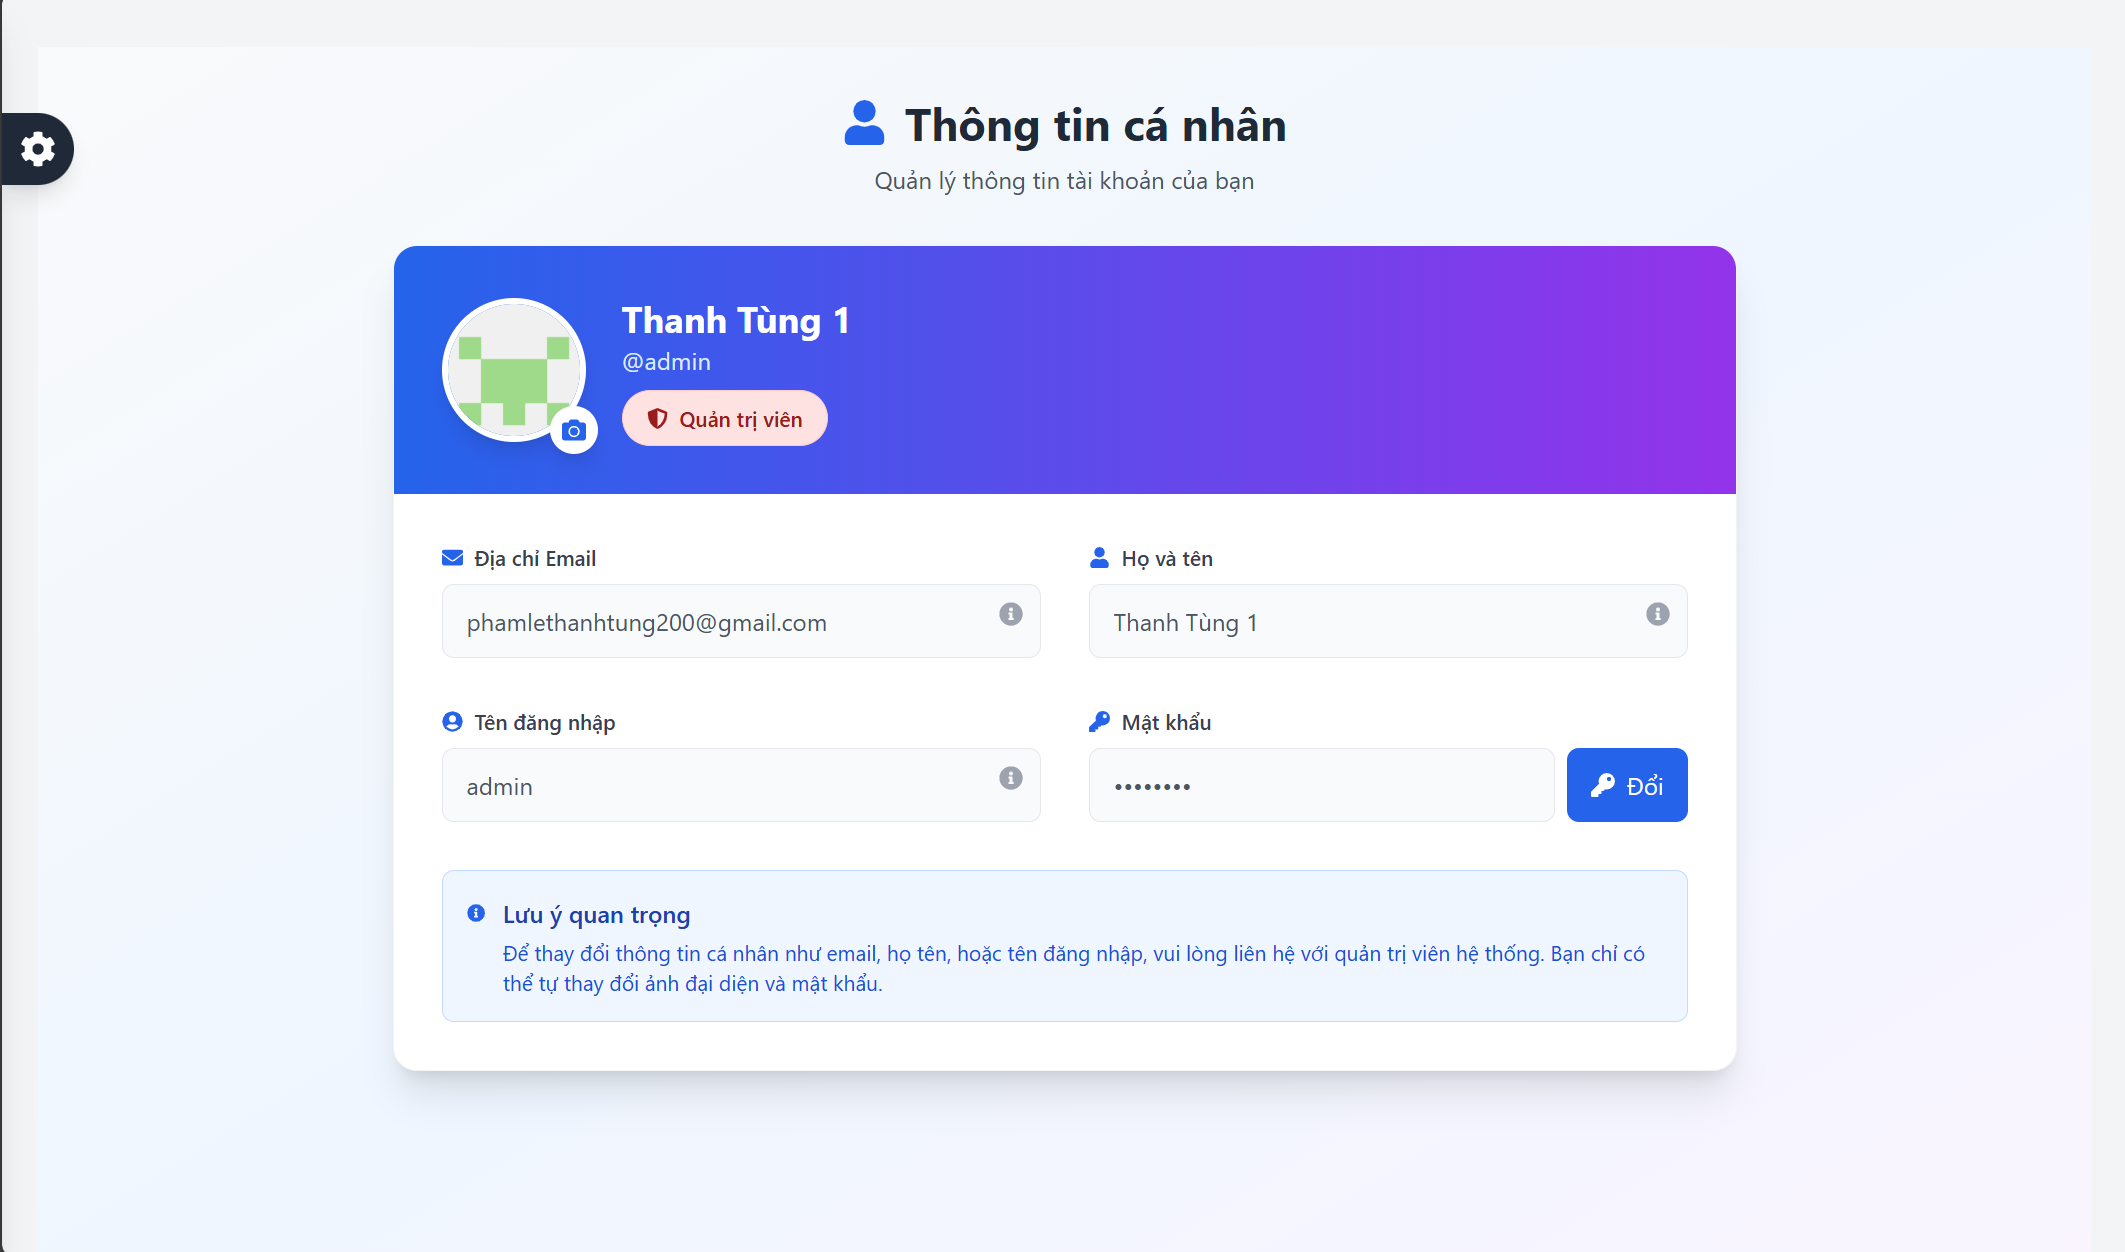 Thông tin cá nhân
Quản lý thông tin tài khoản của bạn
Thanh Tùng 1
@admin
Quản trị viên
Địa chỉ Email
phamlethanhtung200@gmail.com
Họ và tên
Thanh Tùng 1
Tên đăng nhập
admin
Mật khẩu
••••••••
Đổi
Lưu ý quan trọng
Để thay đổi thông tin cá nhân như email, họ tên, hoặc tên đăng nhập, vui lòng liên hệ với quản trị viên hệ thống. Bạn chỉ có
thể tự thay đổi ảnh đại diện và mật khẩu.